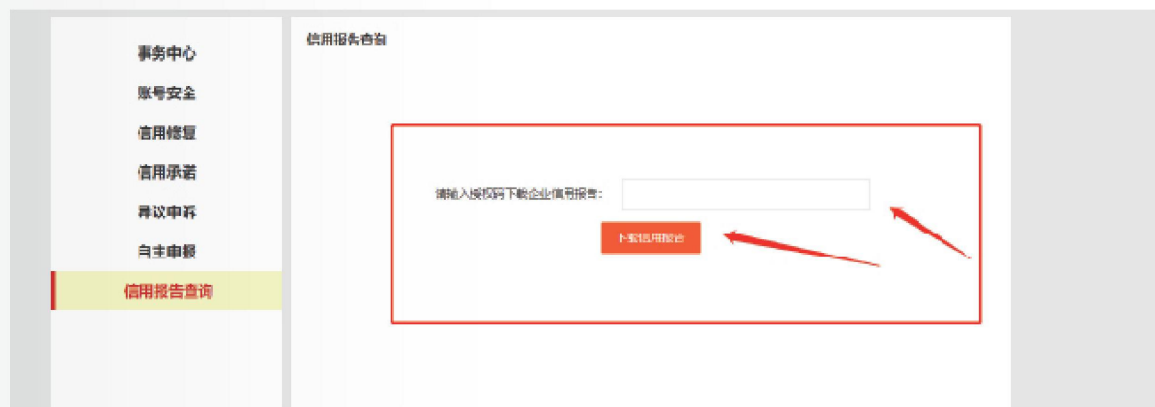 事务中心
账号安全
信用修复
信用承诺
异议申诉
自主申报
信用报告查询
信用报告查询
请输入授权码下载企业信用报告:
下载信用报告